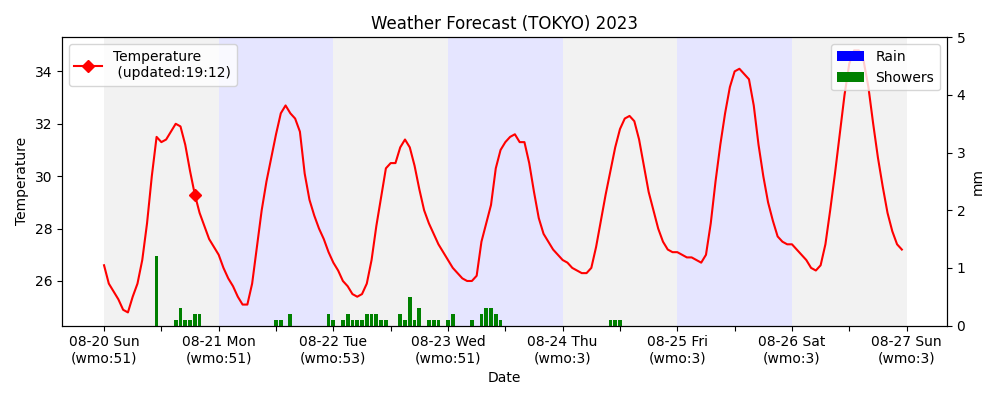 Weather Forecast (TOKYO) 2023
Temperature
(updated:19:12)
Rain
Showers
34
32
30
28
26
Temperature
5
4
3
2
1
0
mm
08-20 Sun
(wmo:51)
08-21 Mon
(wmo:51)
08-22 Tue
(wmo:53)
08-23 Wed
(wmo:51)
08-24 Thu
(wmo:3)
08-25 Fri
(wmo:3)
08-26 Sat
(wmo:3)
08-27 Sun
(wmo:3)
Date